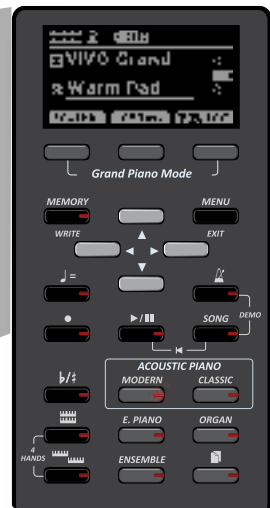 VIVO Grand
Warm Pad
Grand Piano Mode
MEMORY MENU
WRITE EXIT
♩ =
SONG
DEMO
ACOUSTIC PIANO
♭/♯ MODERN CLASSIC
E. PIANO ORGAN
4
HANDS
ENSEMBLE